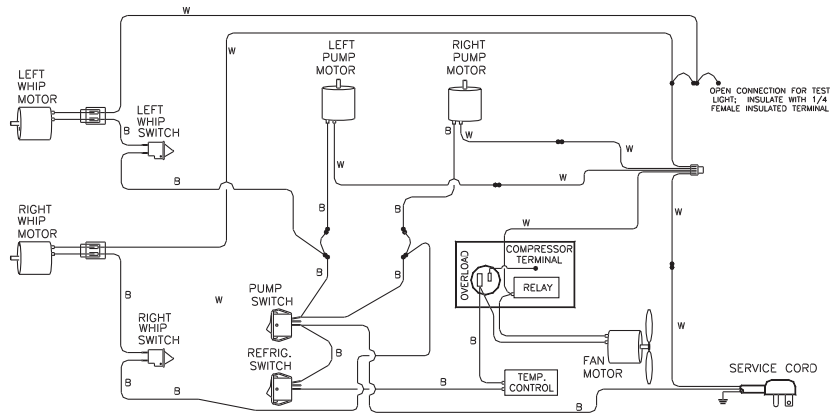 W
W
LEFT
PUMP
MOTOR
RIGHT
PUMP
MOTOR
LEFT
WHIP
MOTOR
OPEN CONNECTION FOR TEST
LIGHT; INSULATE WITH 1/4
FEMALE INSULATED TERMINAL
LEFT
WHIP
SWITCH
B
B
W
W
W
W
B
B
B
W
W
RIGHT
WHIP
MOTOR
COMPRESSOR
TERMINAL
OVERLOAD
RELAY
B
B
PUMP
SWITCH
B
W
RIGHT
WHIP
SWITCH
W
REFRIG.
SWITCH
B
B
FAN
MOTOR
SERVICE CORD
TEMP.
CONTROL
B
B
B